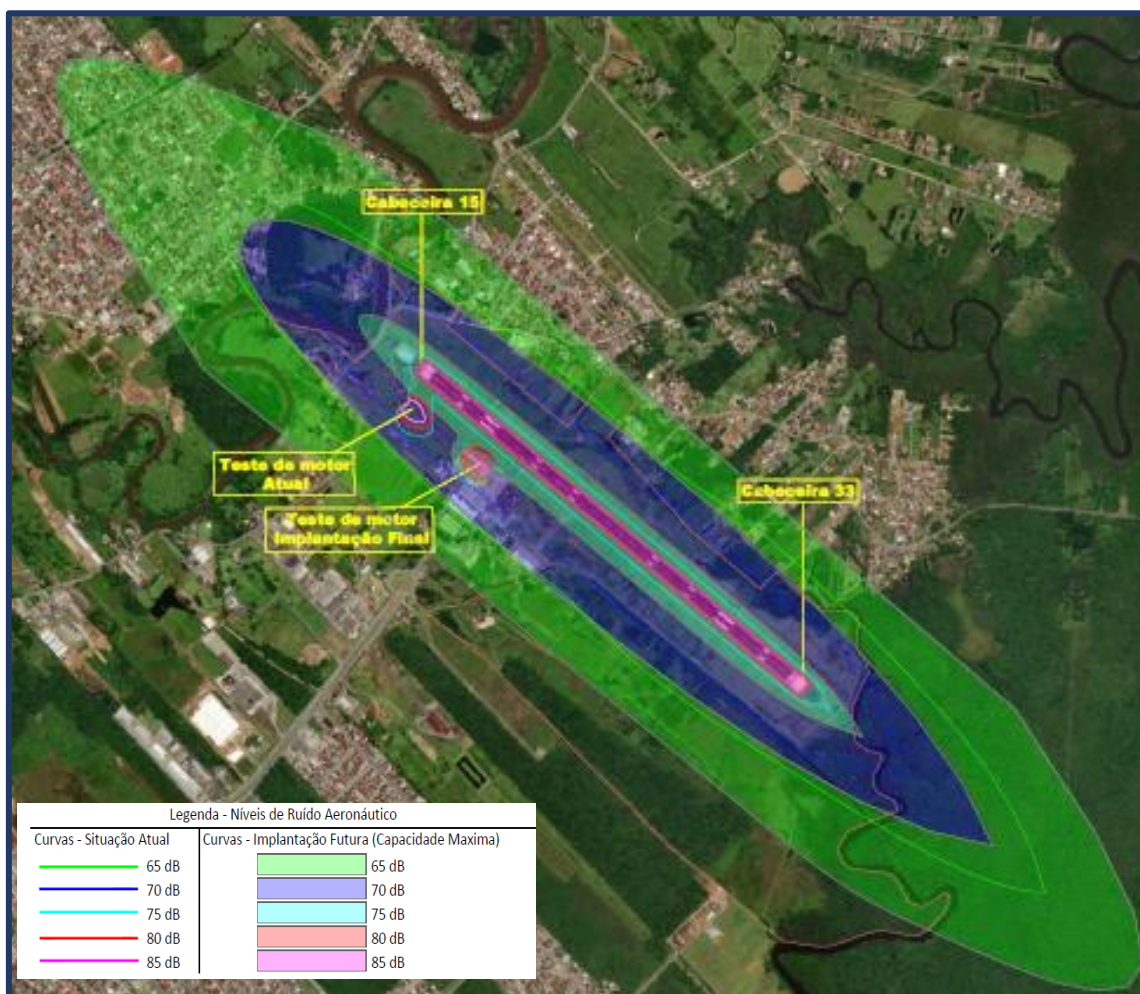 Cabeceira 15
Teste de motor
Atual
Teste de motor
Implantação Final
Cabeceira 33
Legenda - Níveis de Ruído Aeronáutico
Curvas - Situação Atual
Curvas - Implantação Futura (Capacidade Maxima)
65 dB
65 dB
70 dB
70 dB
75 dB
75 dB
80 dB
80 dB
85 dB
85 dB